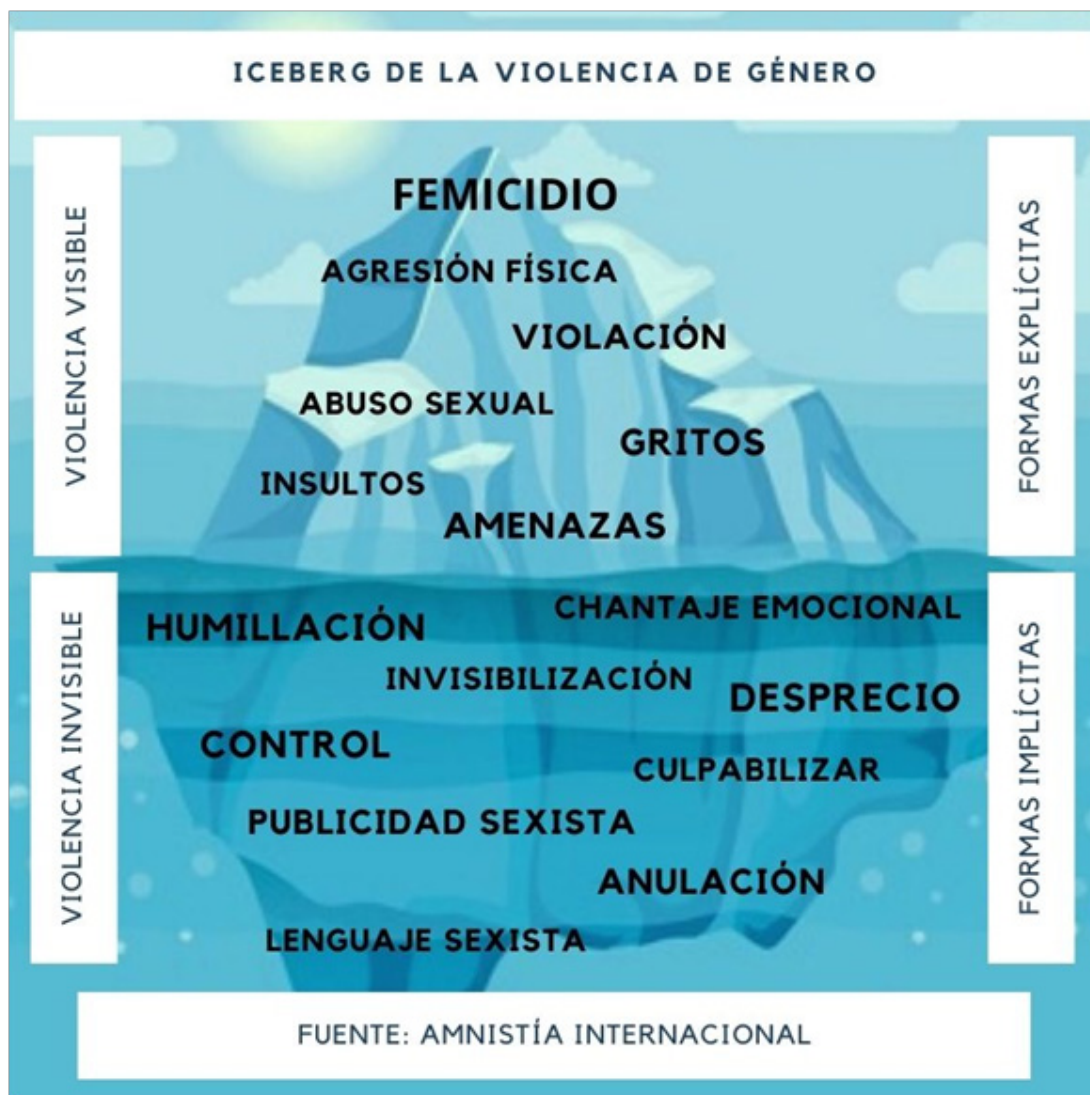 ICEBERG DE LA VIOLENCIA DE GÉNERO
VIOLENCIA VISIBLE
FORMAS EXPLÍCITAS
FEMICIDIO
AGRESIÓN FÍSICA
VIOLACIÓN
ABUSO SEXUAL
GRITOS
INSULTOS
AMENAZAS
VIOLENCIA INVISIBLE
FORMAS IMPLÍCITAS
CHANTAJE EMOCIONAL
HUMILLACIÓN
INVISIBILIZACIÓN
DESPRECIO
CONTROL
CULPABILIZAR
PUBLICIDAD SEXISTA
ANULACIÓN
LENGUAJE SEXISTA
FUENTE: AMNISTÍA INTERNACIONAL